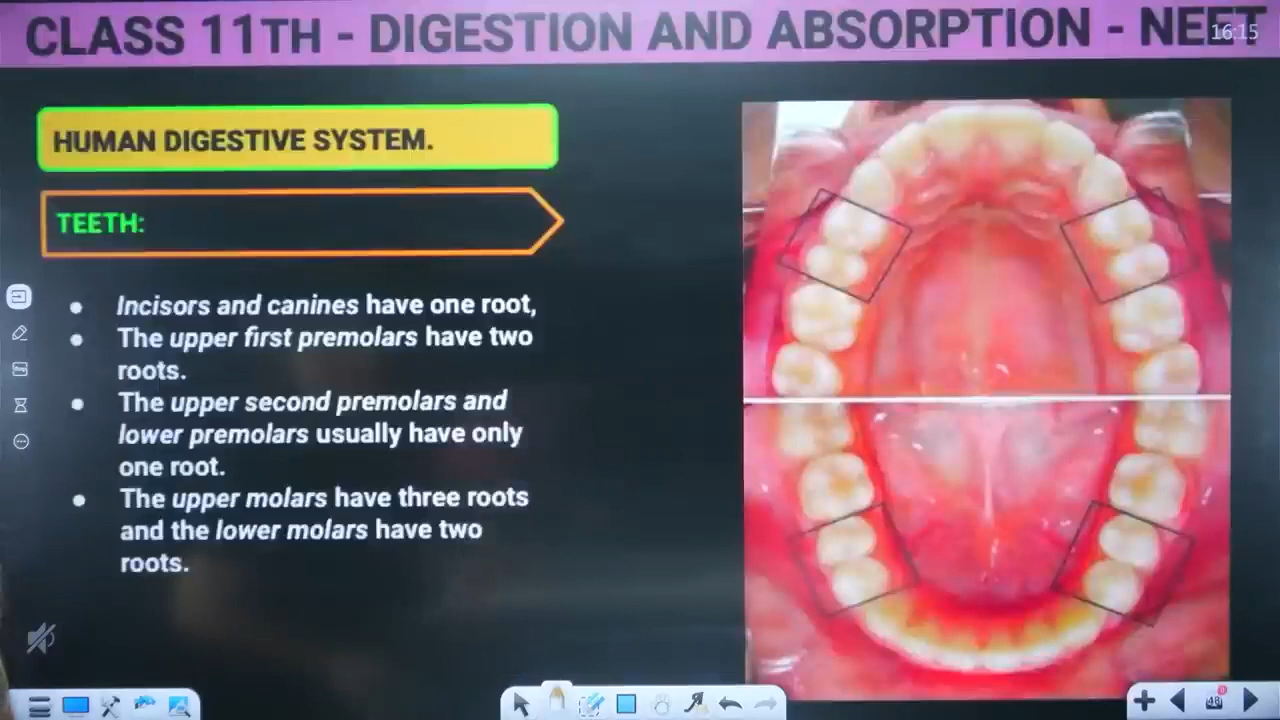 CLASS 11TH - DIGESTION AND ABSORPTION - NEET
16:15
HUMAN DIGESTIVE SYSTEM.
TEETH:
Incisors and canines have one root,
The upper first premolars have two
roots.
The upper second premolars and
lower premolars usually have only
one root.
The upper molars have three roots
and the lower molars have two
roots.
48